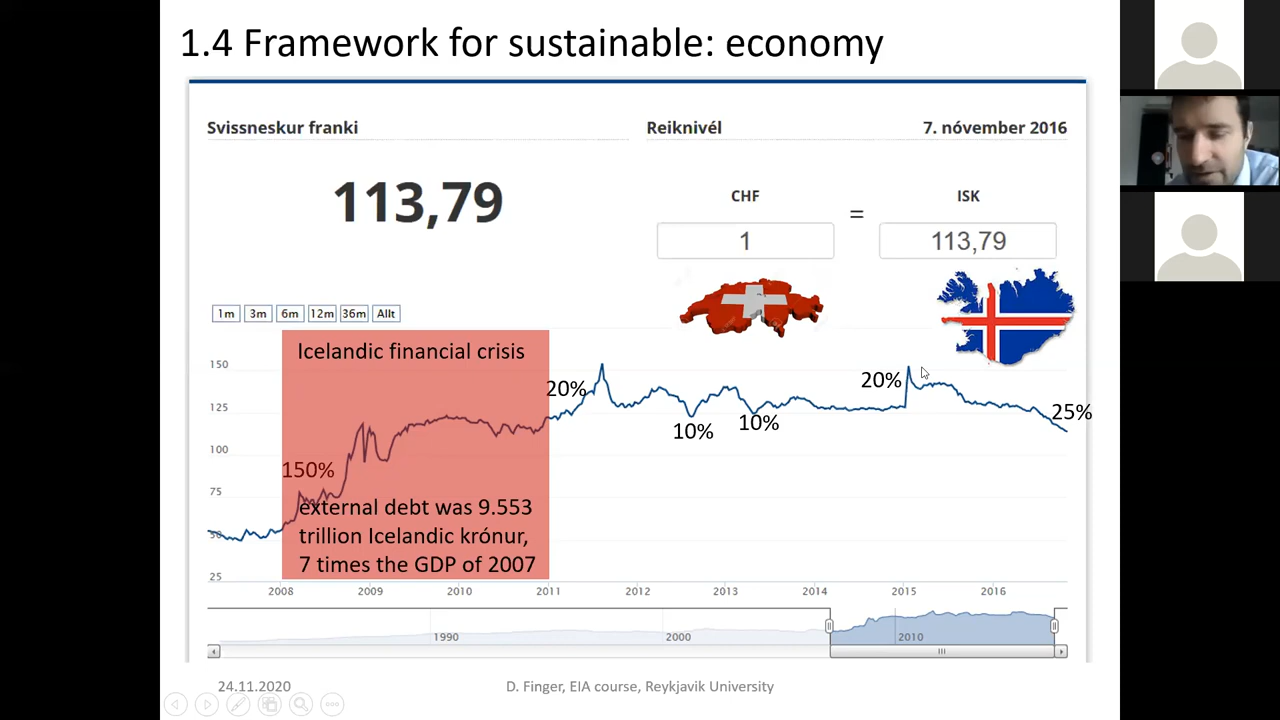 1.4 Framework for sustainable: economy
Svissneskur franki
Reiknivél
7. nóvember 2016
113,79
CHF
=
ISK
1
113,79
1m 3m 6m 12m 36m Allt
Icelandic financial crisis
150
125
100
75
50
25
150%
20%
10%
10%
20%
25%
external debt was 9.553
trillion Icelandic krónur,
7 times the GDP of 2007
2008 2009 2010 2011 2012 2013 2014 2015 2016
1990 2000 2010
24.11.2020
D. Finger, EIA course, Reykjavik University